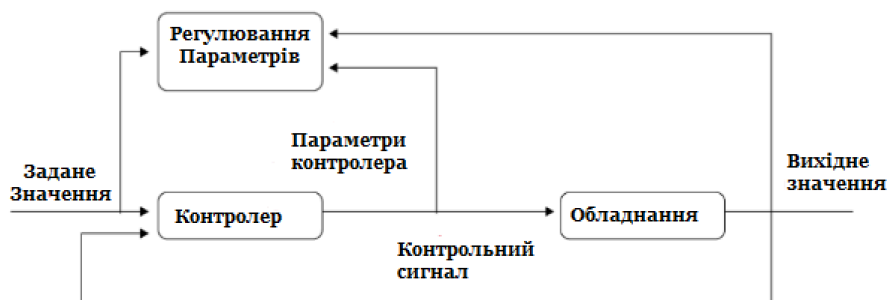 Регулювання
Параметрів
Параметри
контролера
Задане
Значення
Вихідне
значення
Контролер
Обладнання
Контрольний
сигнал